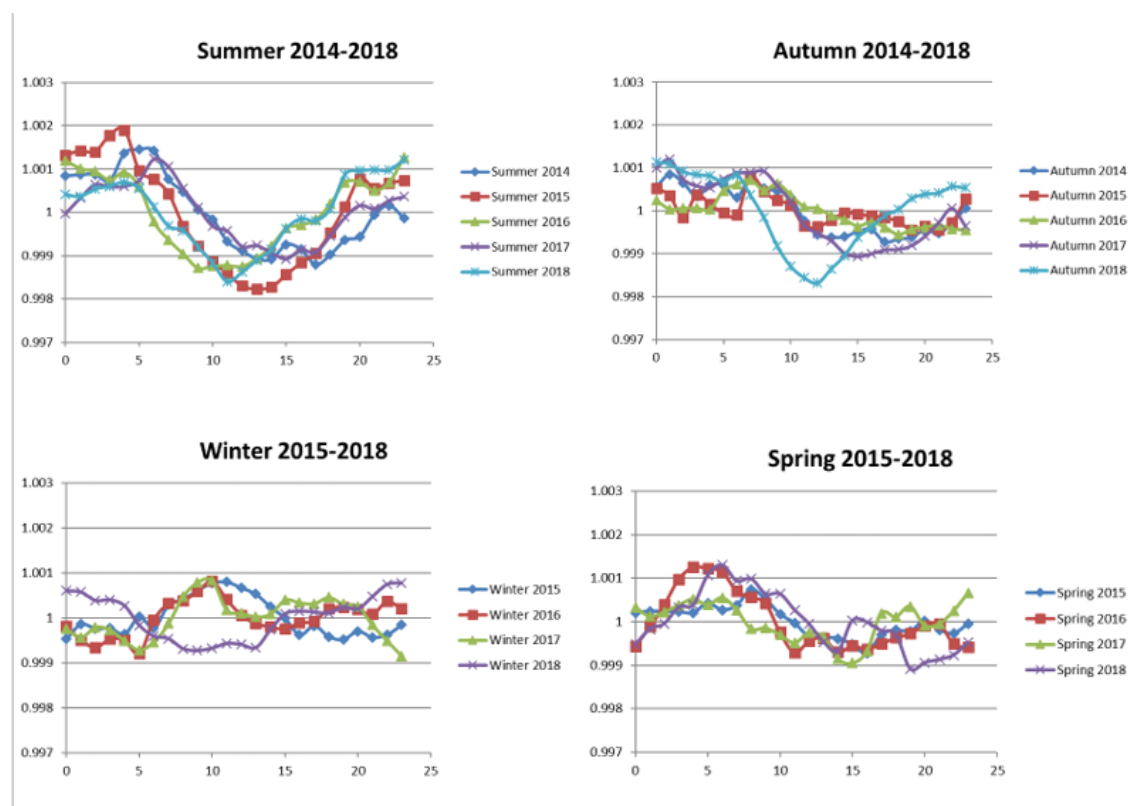 Summer 2014-2018
1.003
1.002
1.001
1
0.999
0.998
0.997
0 5 10 15 20 25
Summer 2014
Summer 2015
Summer 2016
Summer 2017
Summer 2018
Autumn 2014-2018
1.003
1.002
1.001
1
0.999
0.998
0.997
0 5 10 15 20 25
Autumn 2014
Autumn 2015
Autumn 2016
Autumn 2017
Autumn 2018
Winter 2015-2018
1.003
1.002
1.001
1
0.999
0.998
0.997
0 5 10 15 20 25
Winter 2015
Winter 2016
Winter 2017
Winter 2018
Spring 2015-2018
1.003
1.002
1.001
1
0.999
0.998
0.997
0 5 10 15 20 25
Spring 2015
Spring 2016
Spring 2017
Spring 2018